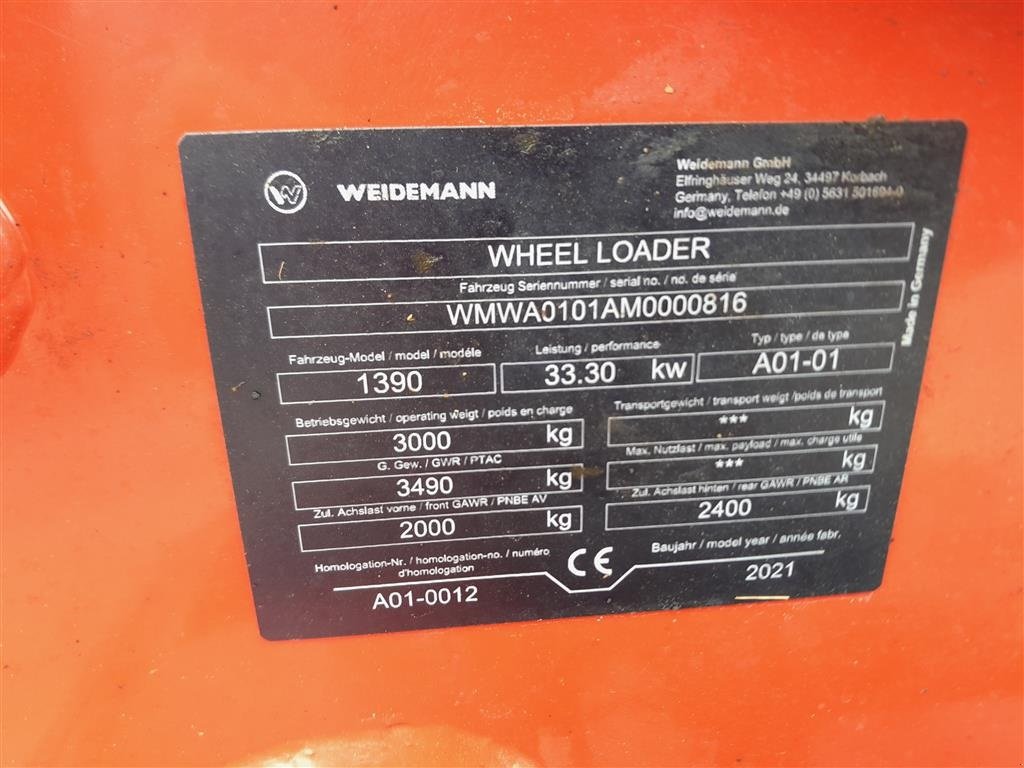 W WEIDEMANN
Weidemann GmbH
Elfringhäuser Weg 24, 34497 Korbach
Germany, Telefon +49 (0) 5631 501694-0
info@weidemann.de
WHEEL LOADER
Fahrzeug Seriennummer / serial no. / no. de série
WMWA0101AM0000816
Made in Germany
Fahrzeug-Model / model / modéle
1390
Leistung / performance
33.30 kw
Typ / type / de type
A01-01
Betriebsgewicht / operating weigt / poids en charge
3000 kg
Transportgewicht / transport weigt /poids de transport
*** kg
G. Gew. / GWR / PTAC
3490 kg
Max. Nutzlast / max. payload / max. charge utile
*** kg
Zul. Achslast vorne / front GAWR / PNBE AV
2000 kg
Zul. Achslast hinten / rear GAWR / PNBE AR
2400 kg
Homologation-Nr. / homologation-no. / numéro
d'homologation
A01-0012
CE
Baujahr / model year / année fabr.
2021